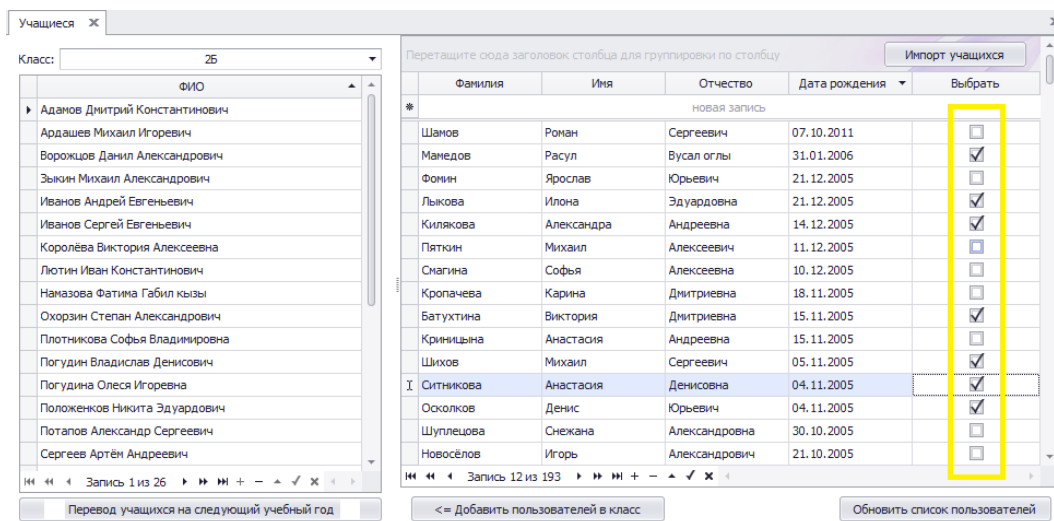 Учащиеся
Класс: 2Б
ФИО
Адамов Дмитрий Константинович
Ардашев Михаил Игоревич
Ворожцов Данил Александрович
Зыкин Михаил Александрович
Иванов Андрей Евгеньевич
Иванов Сергей Евгеньевич
Королёва Виктория Алексеевна
Лютин Иван Константинович
Намазова Фатима Габил кызы
Охорзин Степан Александрович
Плотникова Софья Владимировна
Погудин Владислав Денисович
Погудина Олеся Игоревна
Положенков Никита Эдуардович
Потапов Александр Сергеевич
Сергеев Артём Андреевич
Запись 1 из 26
Перевод учащихся на следующий учебный год
Перетащите сюда заголовок столбца для группировки по столбцу
Импорт учащихся
Фамилия Имя Отчество Дата рождения Выбрать
новая запись
Шамов Роман Сергеевич 07.10.2011
Мамедов Расул Вусал оглы 31.01.2006
Фомин Ярослав Юрьевич 21.12.2005
Лыкова Илона Эдуардовна 21.12.2005
Килякова Александра Андреевна 14.12.2005
Пяткин Михаил Алексеевич 11.12.2005
Смагина Софья Алексеевна 10.12.2005
Кропачева Карина Дмитриевна 18.11.2005
Батухтина Виктория Дмитриевна 15.11.2005
Криницына Анастасия Андреевна 15.11.2005
Шихов Михаил Сергеевич 05.11.2005
Ситникова Анастасия Денисовна 04.11.2005
Осколков Денис Юрьевич 04.11.2005
Шуплецова Снежана Александровна 30.10.2005
Новосёлов Игорь Александрович 21.10.2005
Запись 12 из 193
<= Добавить пользователей в класс
Обновить список пользователей